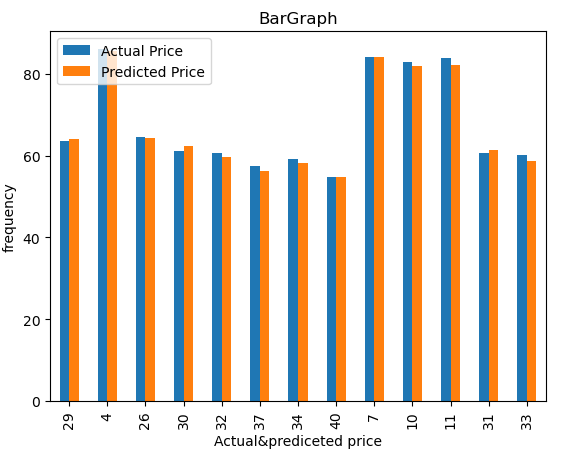 BarGraph
Actual Price
Predicted Price
frequency
80
60
40
20
0
29 4 26 30 32 37 34 40 7 10 11 31 33
Actual&prediceted price